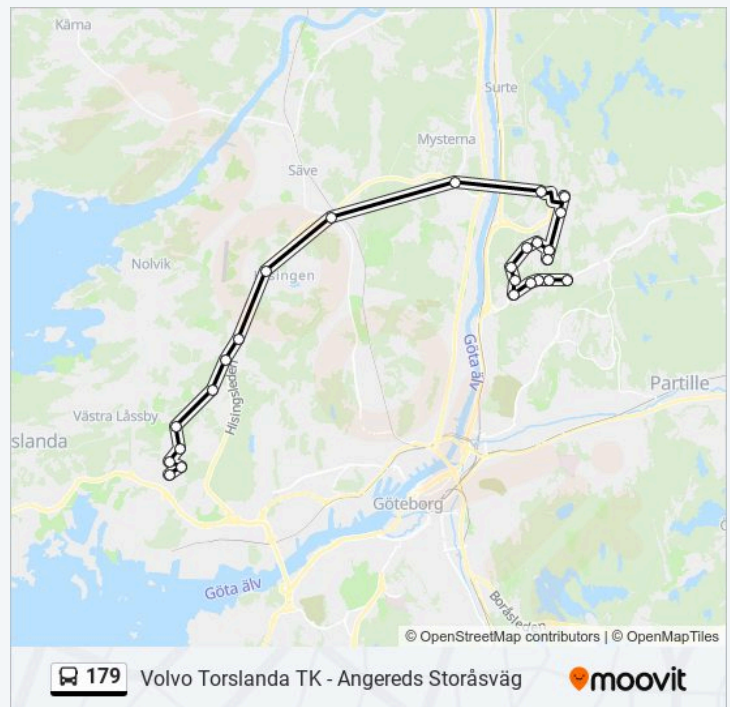 Kärna
Surte
Mysterna
Säve
Nolvik
Hisingen
Göta älv
Partille
Hisingsleden
Västra Låssby
slanda
Göteborg
Göta älv
Boråsleden
© OpenStreetMap contributors | © OpenMapTiles
179 Volvo Torslanda TK - Angereds Storåsväg
moovit